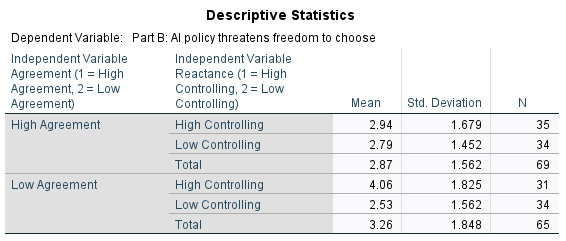 Descriptive Statistics
Dependent Variable: Part B: AI policy threatens freedom to choose
Independent Variable Agreement (1 = High Agreement, 2 = Low Agreement) Independent Variable Reactance (1 = High Controlling, 2 = Low Controlling) Mean Std. Deviation N
High Agreement High Controlling 2.94 1.679 35
Low Controlling 2.79 1.452 34
Total 2.87 1.562 69
Low Agreement High Controlling 4.06 1.825 31
Low Controlling 2.53 1.562 34
Total 3.26 1.848 65